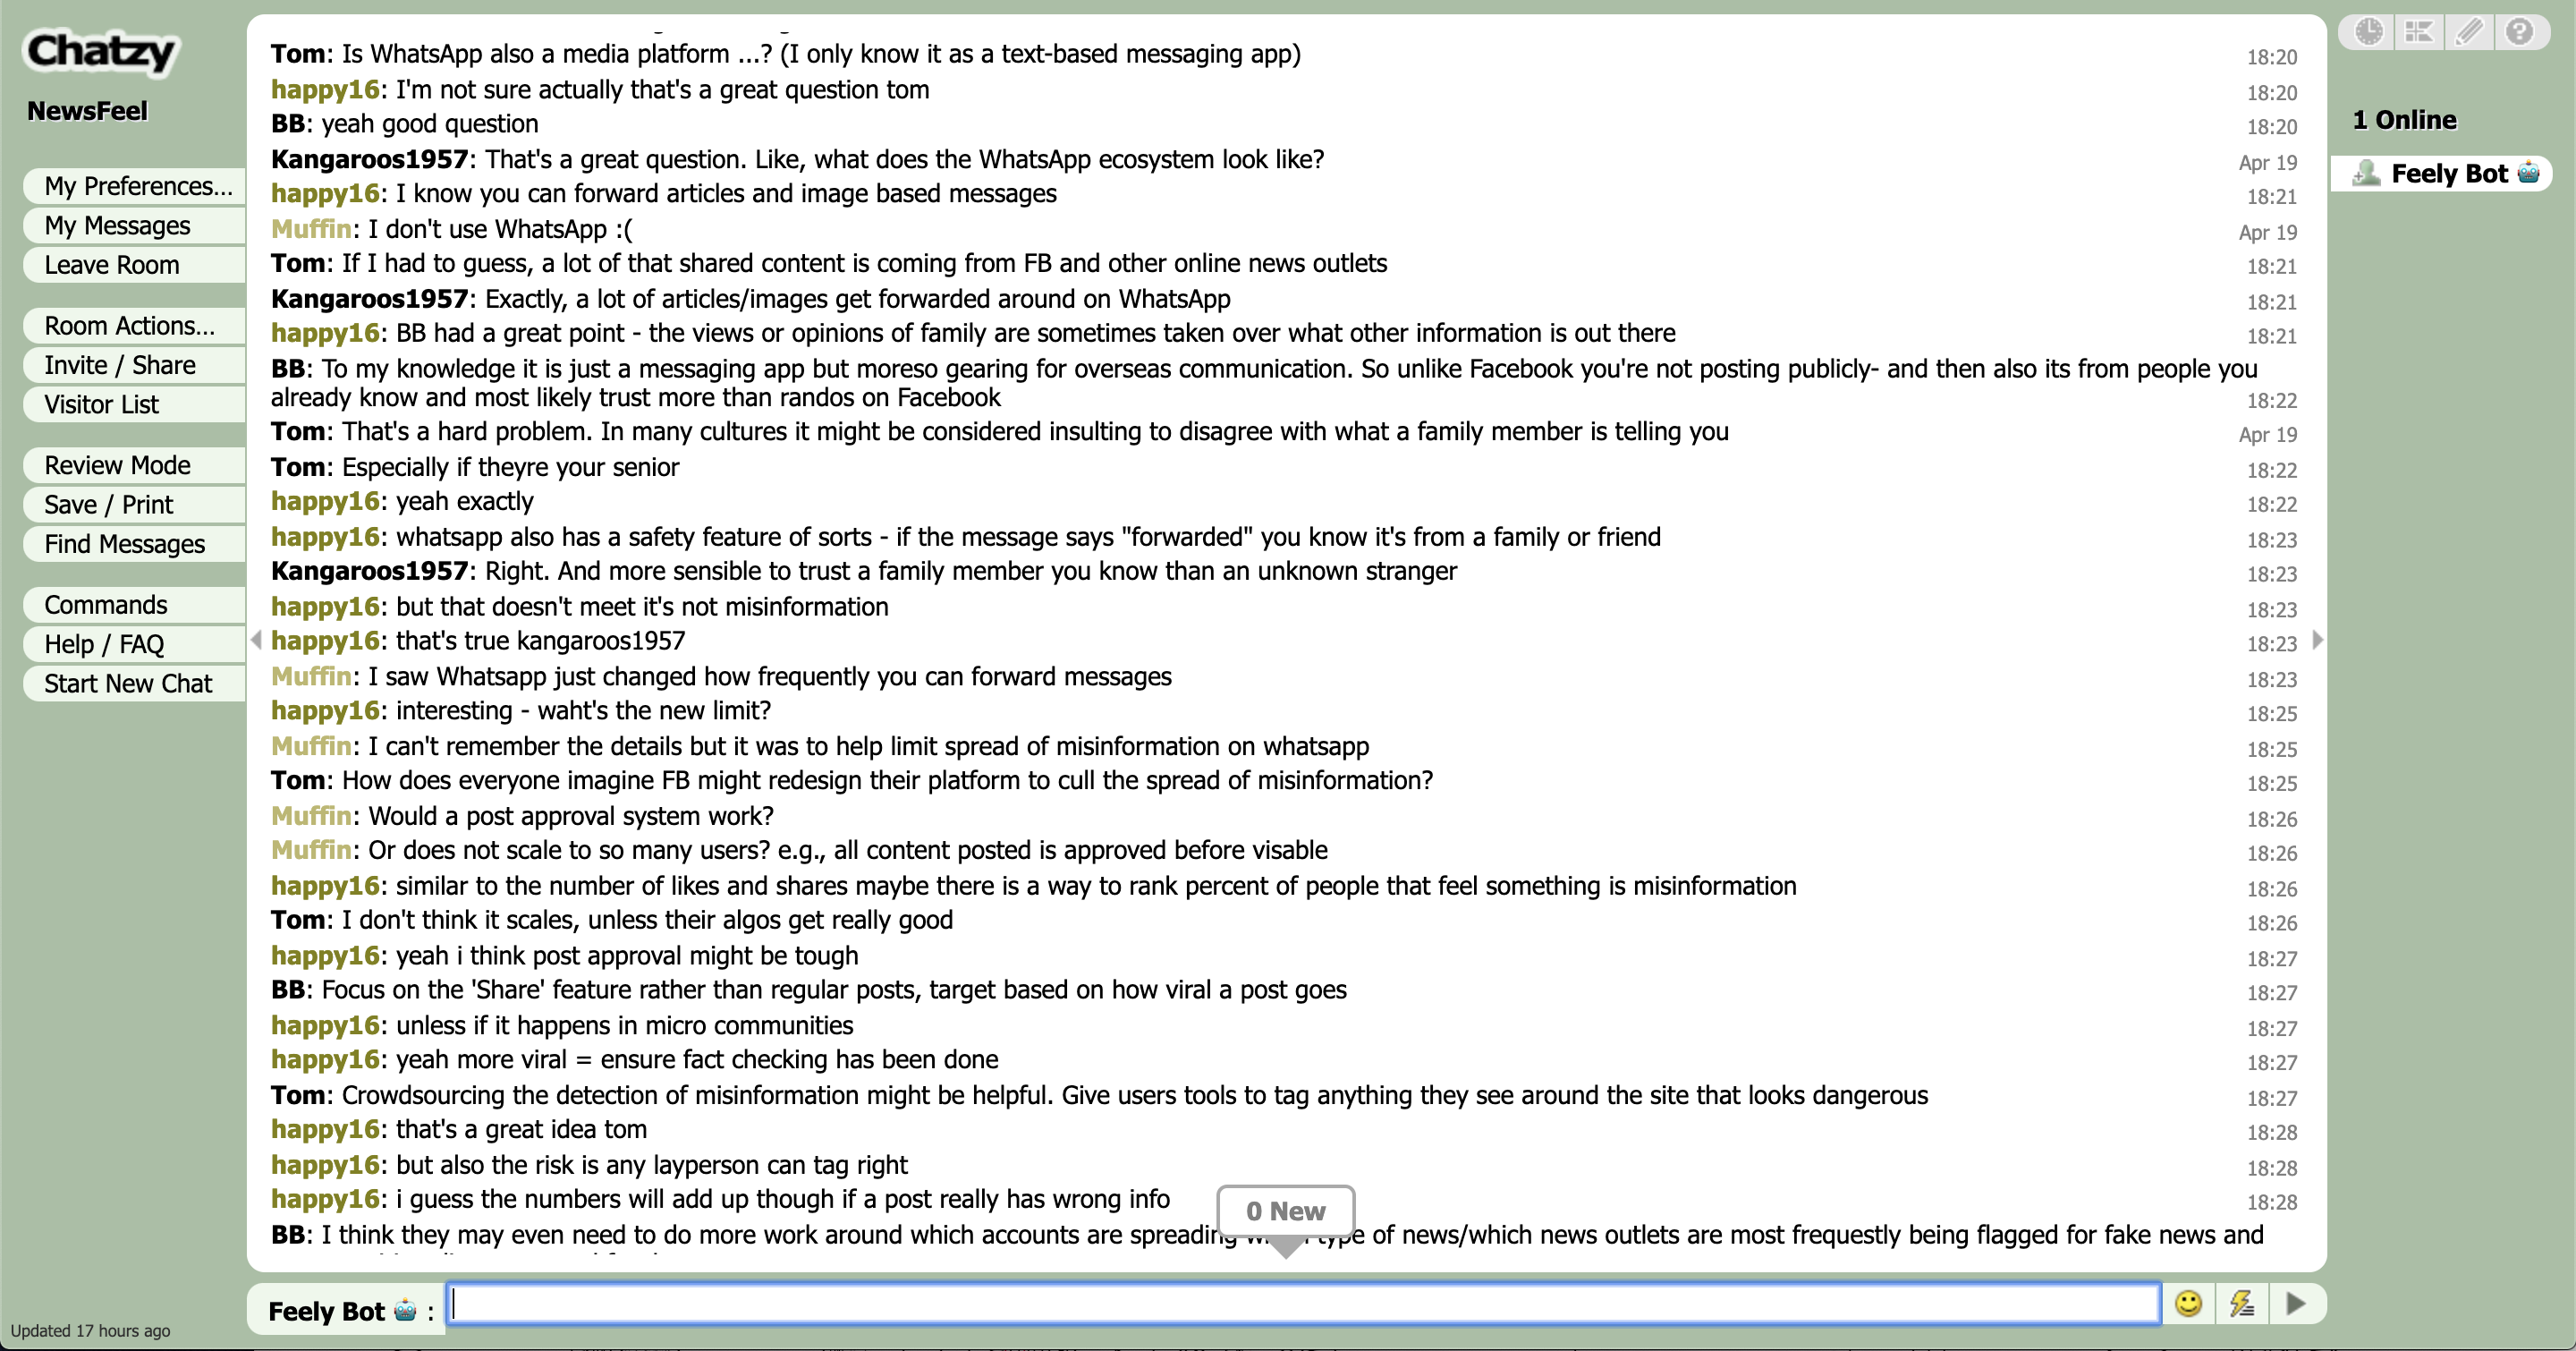 Chatzy
NewsFeel
My Preferences...
My Messages
Leave Room
Room Actions...
Invite / Share
Visitor List
Review Mode
Save / Print
Find Messages
Commands
Help / FAQ
Start New Chat
Updated 17 hours ago
Tom: Is WhatsApp also a media platform ...? (I only know it as a text-based messaging app) 18:20
happy16: I'm not sure actually that's a great question tom 18:20
BB: yeah good question 18:20
Kangaroos1957: That's a great question. Like, what does the WhatsApp ecosystem look like? Apr 19
happy16: I know you can forward articles and image based messages 18:21
Muffin: I don't use WhatsApp :( Apr 19
Tom: If I had to guess, a lot of that shared content is coming from FB and other online news outlets 18:21
Kangaroos1957: Exactly, a lot of articles/images get forwarded around on WhatsApp 18:21
happy16: BB had a great point - the views or opinions of family are sometimes taken over what other information is out there 18:21
BB: To my knowledge it is just a messaging app but moreso gearing for overseas communication. So unlike Facebook you're not posting publicly- and then also its from people you
already know and most likely trust more than randos on Facebook 18:22
Tom: That's a hard problem. In many cultures it might be considered insulting to disagree with what a family member is telling you Apr 19
Tom: Especially if theyre your senior 18:22
happy16: yeah exactly 18:22
happy16: whatsapp also has a safety feature of sorts - if the message says "forwarded" you know it's from a family or friend 18:23
Kangaroos1957: Right. And more sensible to trust a family member you know than an unknown stranger 18:23
happy16: but that doesn't meet it's not misinformation 18:23
happy16: that's true kangaroos1957 18:23
Muffin: I saw Whatsapp just changed how frequently you can forward messages 18:23
happy16: interesting - waht's the new limit? 18:25
Muffin: I can't remember the details but it was to help limit spread of misinformation on whatsapp 18:25
Tom: How does everyone imagine FB might redesign their platform to cull the spread of misinformation? 18:25
Muffin: Would a post approval system work? 18:26
Muffin: Or does not scale to so many users? e.g., all content posted is approved before visable 18:26
happy16: similar to the number of likes and shares maybe there is a way to rank percent of people that feel something is misinformation 18:26
Tom: I don't think it scales, unless their algos get really good 18:26
happy16: yeah i think post approval might be tough 18:27
BB: Focus on the 'Share' feature rather than regular posts, target based on how viral a post goes 18:27
happy16: unless if it happens in micro communities 18:27
happy16: yeah more viral = ensure fact checking has been done 18:27
Tom: Crowdsourcing the detection of misinformation might be helpful. Give users tools to tag anything they see around the site that looks dangerous 18:27
happy16: that's a great idea tom 18:28
happy16: but also the risk is any layperson can tag right 18:28
happy16: i guess the numbers will add up though if a post really has wrong info 18:28
0 New
BB: I think they may even need to do more work around which accounts are spreading type of news/which news outlets are most frequestly being flagged for fake news and
Feely Bot :
1 Online
Feely Bot